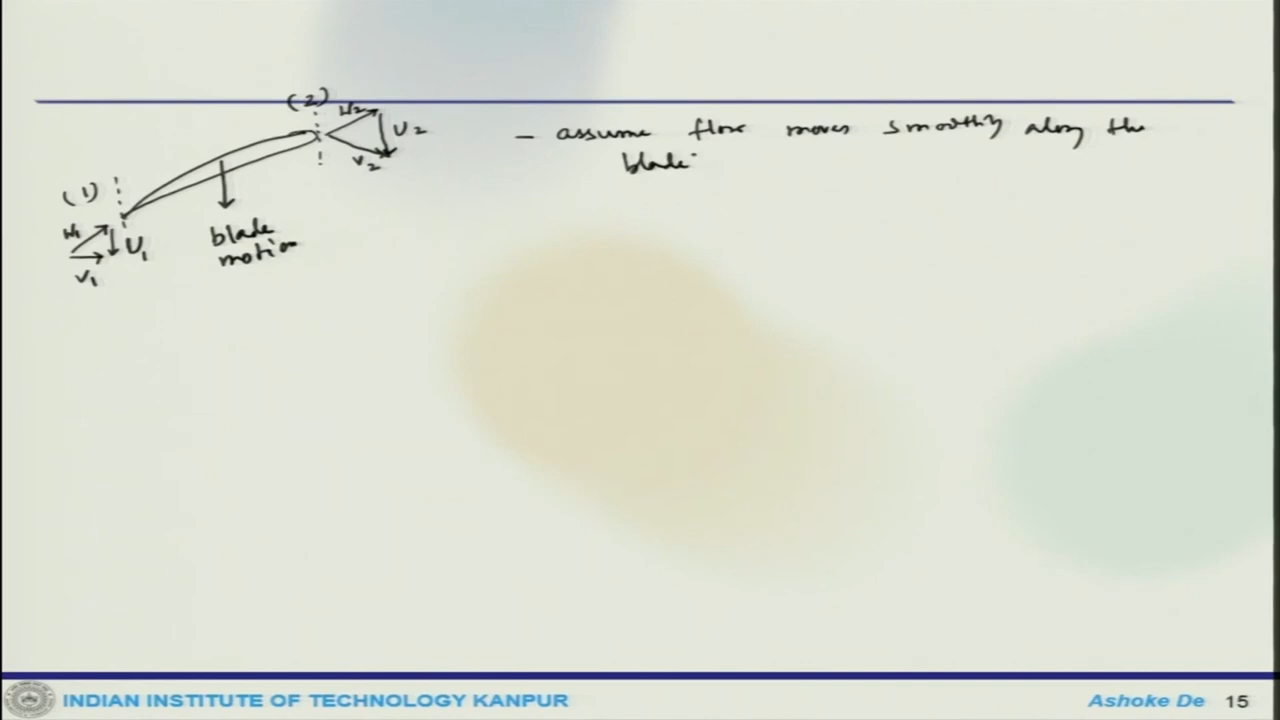 (2)
W2
U2
V2
- assume flow moves smoothly along the
blade
(1)
W1
U1
V1
blade
motion
INDIAN INSTITUTE OF TECHNOLOGY KANPUR
Ashoke De 15